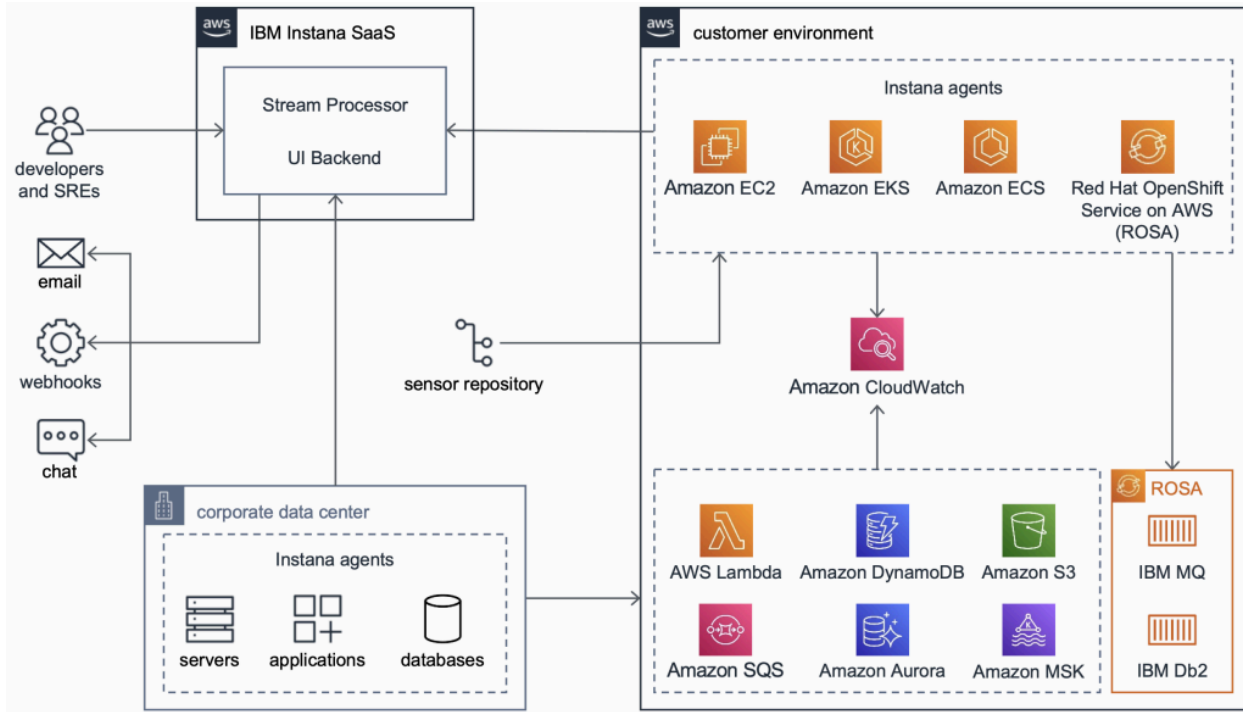 aws
IBM Instana SaaS
Stream Processor
UI Backend
developers
and SREs
email
webhooks
chat
sensor repository
corporate data center
Instana agents
servers
applications
databases
aws
customer environment
Instana agents
Amazon EC2
Amazon EKS
Amazon ECS
Red Hat OpenShift
Service on AWS
(ROSA)
Amazon CloudWatch
AWS Lambda
Amazon DynamoDB
Amazon S3
Amazon SQS
Amazon Aurora
Amazon MSK
ROSA
IBM MQ
IBM Db2